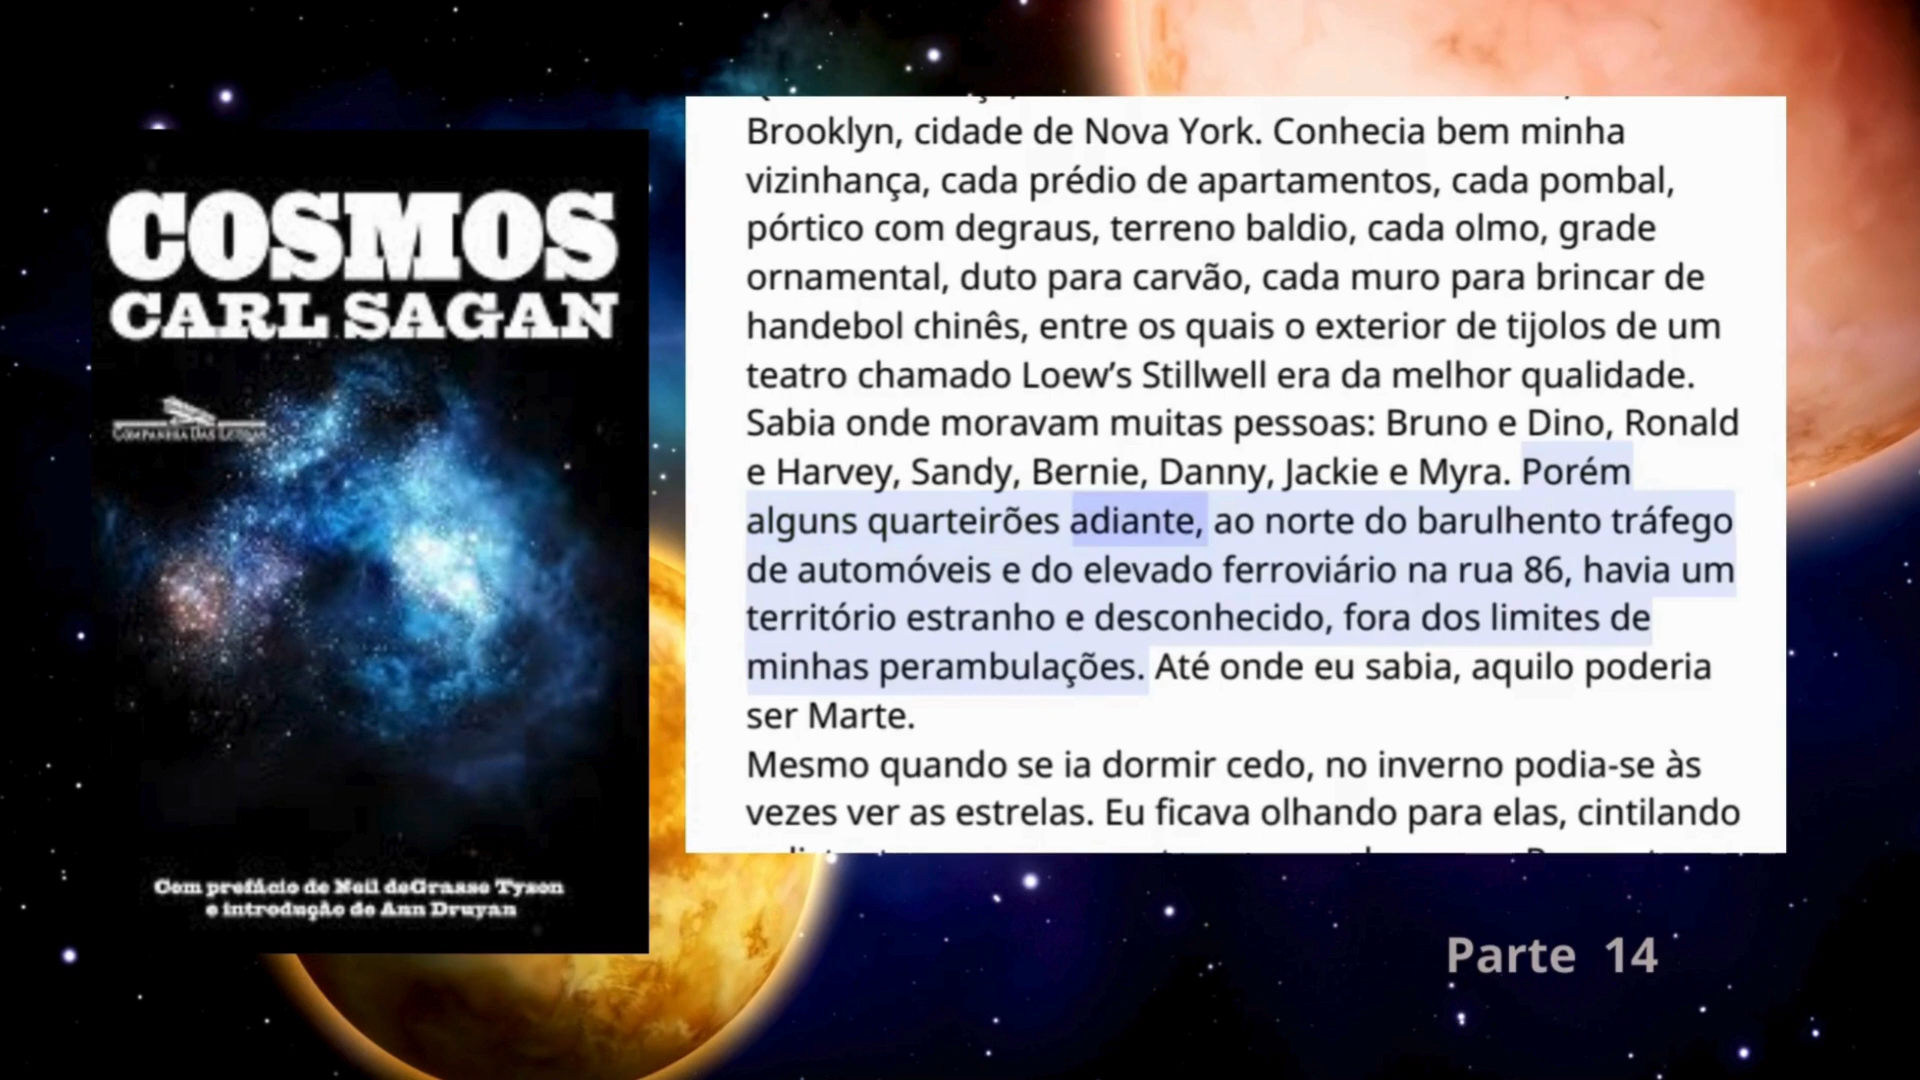 COSMOS
CARL SAGAN
COMPANHIA DAS LETRAS
Com prefácio de Neil deGrasse Tyson
e introdução de Ann Druyan
Brooklyn, cidade de Nova York. Conhecia bem minha
vizinhança, cada prédio de apartamentos, cada pombal,
pórtico com degraus, terreno baldio, cada olmo, grade
ornamental, duto para carvão, cada muro para brincar de
handebol chinês, entre os quais o exterior de tijolos de um
teatro chamado Loew’s Stillwell era da melhor qualidade.
Sabia onde moravam muitas pessoas: Bruno e Dino, Ronald
e Harvey, Sandy, Bernie, Danny, Jackie e Myra. Porém
alguns quarteirões adiante, ao norte do barulhento tráfego
de automóveis e do elevado ferroviário na rua 86, havia um
território estranho e desconhecido, fora dos limites de
minhas perambulações. Até onde eu sabia, aquilo poderia
ser Marte.
Mesmo quando se ia dormir cedo, no inverno podia-se às
vezes ver as estrelas. Eu ficava olhando para elas, cintilando
Parte 14